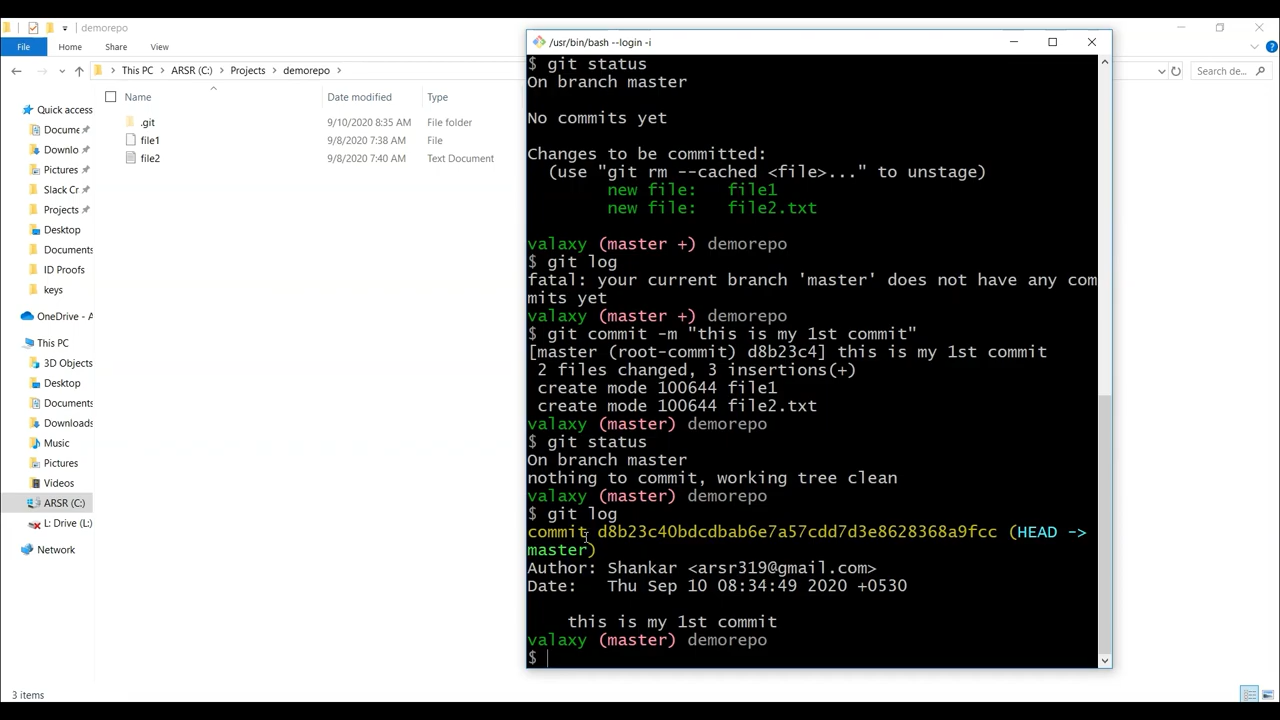 demorepo
File Home Share View
This PC ARSR (C:) Projects demorepo
Search de...
Name Date modified Type
.git 9/10/2020 8:35 AM File folder
file1 9/8/2020 7:38 AM File
file2 9/8/2020 7:40 AM Text Document
Quick access
Docume
Downlo
Pictures
Slack Cr
Projects
Desktop
Documents
ID Proofs
keys
OneDrive - A
This PC
3D Objects
Desktop
Documents
Downloads
Music
Pictures
Videos
ARSR (C:)
L: Drive (L:)
Network
3 items
/usr/bin/bash --login -i
$ git status
On branch master
No commits yet
Changes to be committed:
(use "git rm --cached <file>..." to unstage)
new file: file1
new file: file2.txt
valaxy (master +) demorepo
$ git log
fatal: your current branch 'master' does not have any com
mits yet
valaxy (master +) demorepo
$ git commit -m "this is my 1st commit"
[master (root-commit) d8b23c4] this is my 1st commit
2 files changed, 3 insertions(+)
create mode 100644 file1
create mode 100644 file2.txt
valaxy (master) demorepo
$ git status
On branch master
nothing to commit, working tree clean
valaxy (master) demorepo
$ git log
commit d8b23c40bdcdbab6e7a57cdd7d3e8628368a9fcc (HEAD ->
master)
Author: Shankar <arsr319@gmail.com>
Date: Thu Sep 10 08:34:49 2020 +0530
this is my 1st commit
valaxy (master) demorepo
$